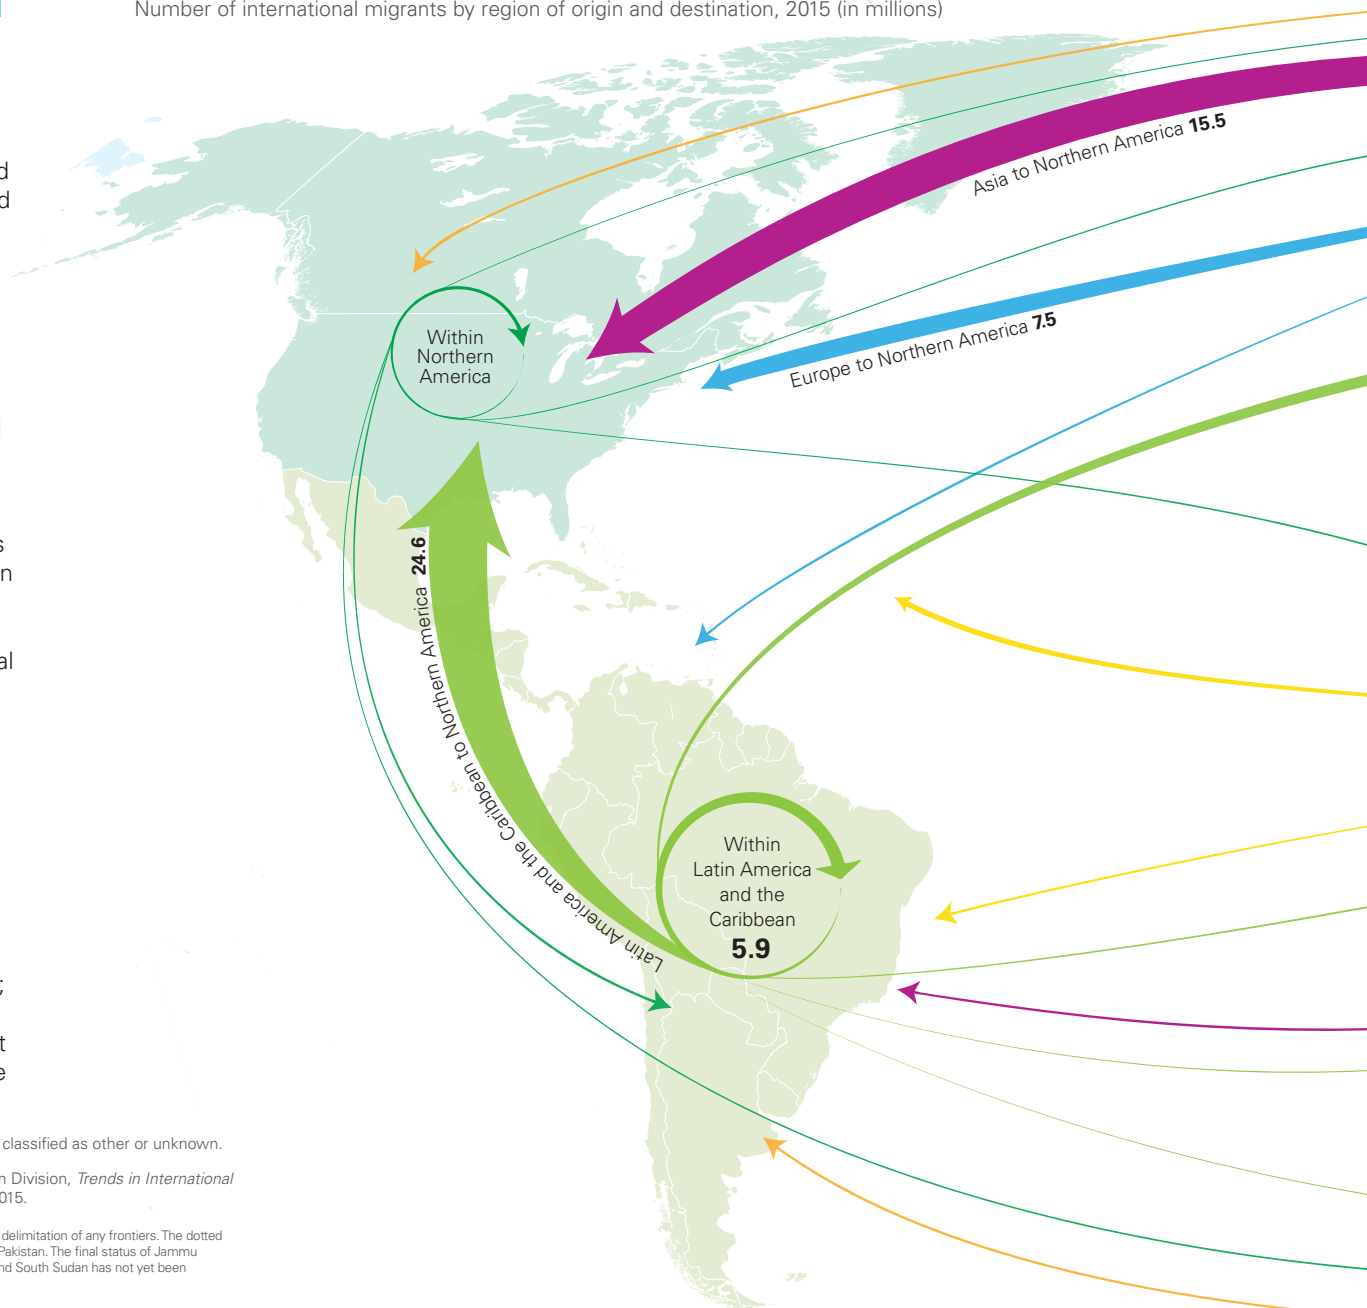 Number of international migrants by region of origin and destination, 2015 (in millions)
Asia to Northern America 15.5
Europe to Northern America 7.5
Within
Northern
America
Latin America and the Caribbean to Northern America 24.6
Within
Latin America
and the
Caribbean
5.9
d
d
s
n
al
;
t
e
classified as other or unknown.
n Division, Trends in International
015.
delimitation of any frontiers. The dotted
Pakistan. The final status of Jammu
nd South Sudan has not yet been